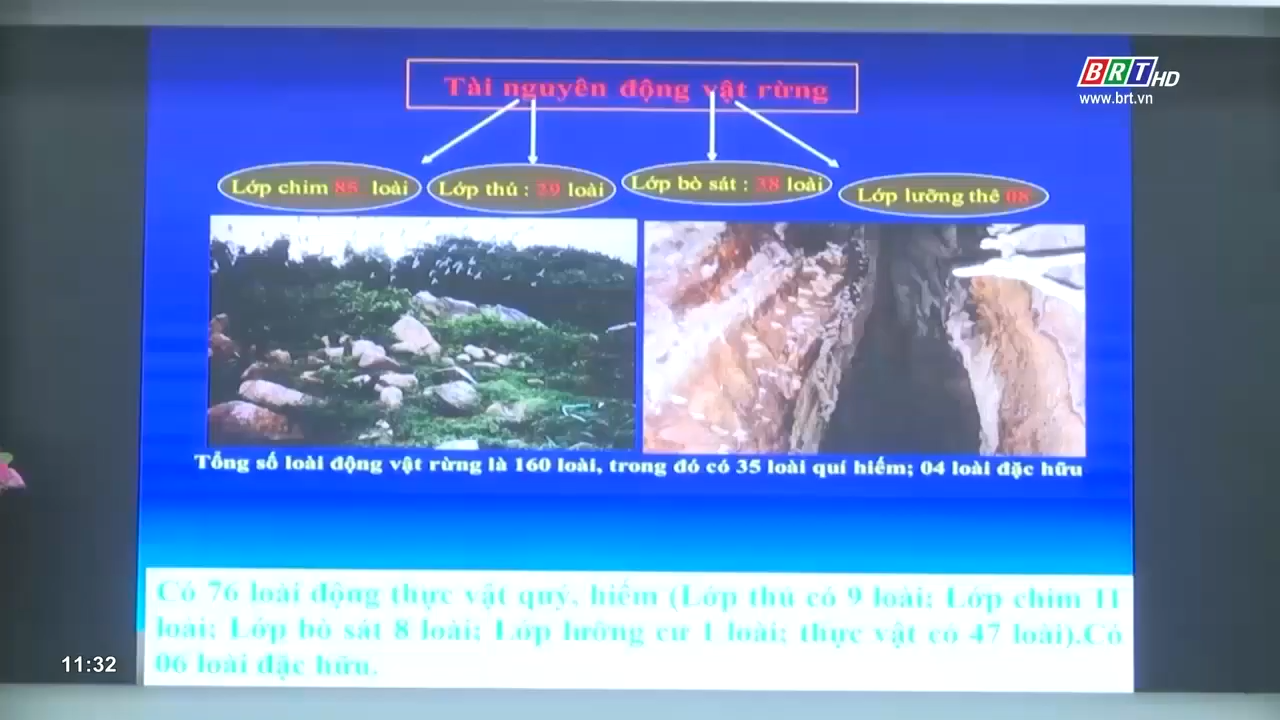 BRT HD
www.brt.vn
Tài nguyên động vật rừng
Lớp chim 85 loài
Lớp thú : 29 loài
Lớp bò sát : 38 loài
Lớp lưỡng thê 08
Tổng số loài động vật rừng là 160 loài, trong đó có 35 loài quí hiếm; 04 loài đặc hữu
Có 76 loài động thực vật quý, hiếm (Lớp thú có 9 loài; Lớp chim 11
loài; Lớp bò sát 8 loài; Lớp lưỡng cư 1 loài; thực vật có 47 loài).Có
06 loài đặc hữu.
11:32